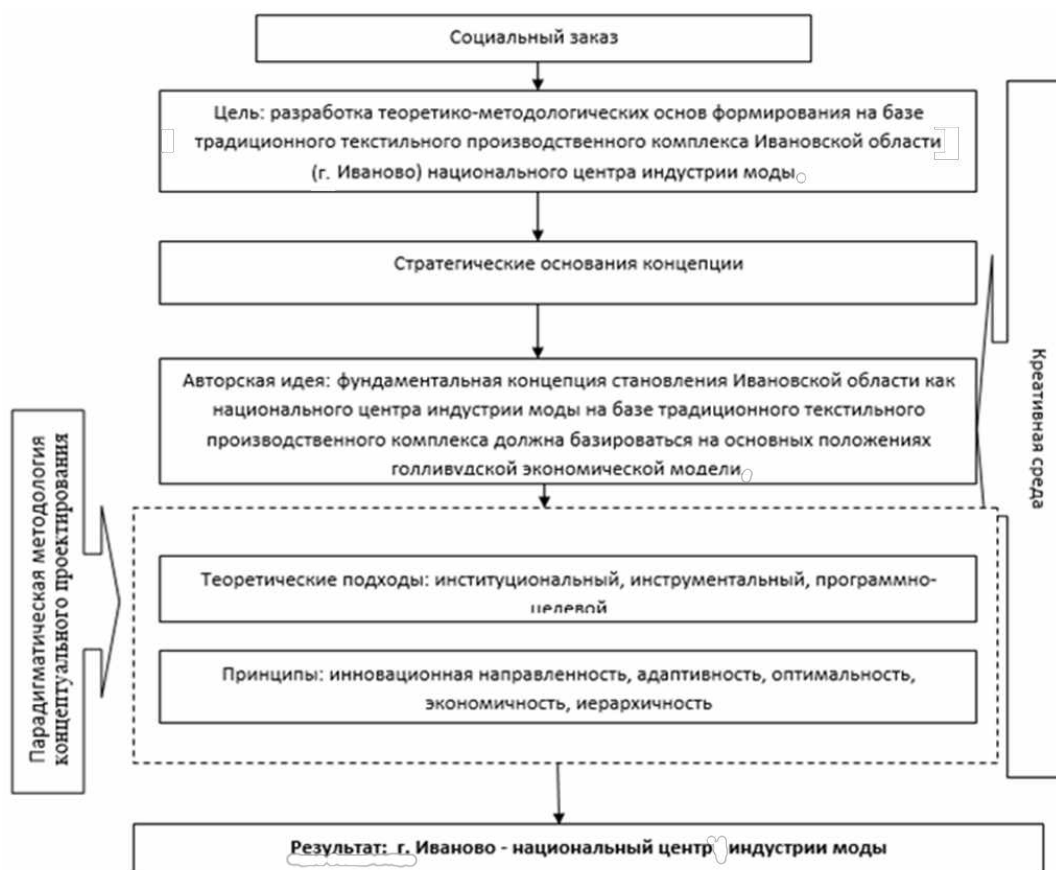 Социальный заказ
Цель: разработка теоретико-методологических основ формирования на базе
традиционного текстильного производственного комплекса Ивановской области
(г. Иваново) национального центра индустрии моды.
Стратегические основания концепции
Авторская идея: фундаментальная концепция становления Ивановской области как
национального центра индустрии моды на базе традиционного текстильного
производственного комплекса должна базироваться на основных положениях
голливудской экономической модели.
Креативная среда
Парадигматическая методология
концептуального проектирования
Теоретические подходы: институциональный, инструментальный, программно-
целевой
Принципы: инновационная направленность, адаптивность, оптимальность,
экономичность, иерархичность
Результат: г. Иваново - национальный центр индустрии моды